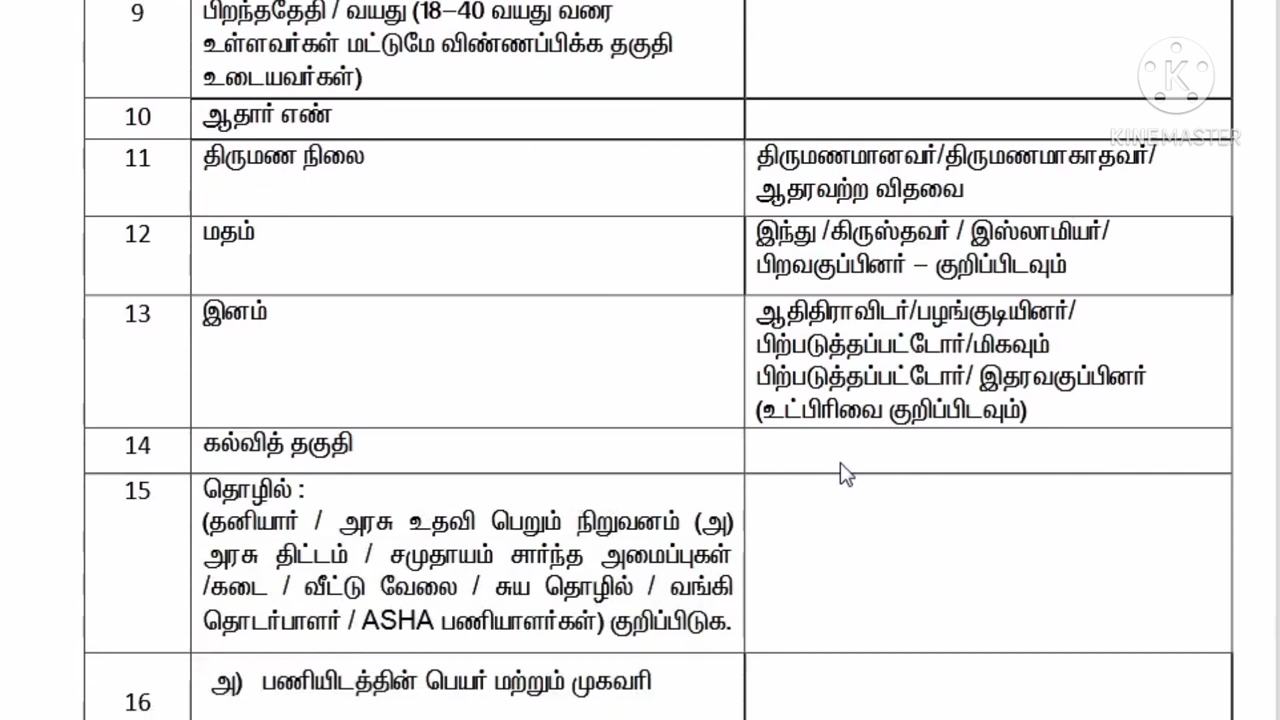 9 பிறந்ததேதி / வயது (18–40 வயது வரை
உள்ளவர்கள் மட்டுமே விண்ணப்பிக்க தகுதி
உடையவர்கள்)
K
KINEMASTER
10 ஆதார் எண்
11 திருமண நிலை திருமணமானவர்/திருமணமாகாதவர்/
ஆதரவற்ற விதவை
12 மதம் இந்து /கிருஸ்தவர் / இஸ்லாமியர்/
பிறவகுப்பினர் – குறிப்பிடவும்
13 இனம் ஆதிதிராவிடர்/பழங்குடியினர்/
பிற்படுத்தப்பட்டோர்/மிகவும்
பிற்படுத்தப்பட்டோர்/ இதரவகுப்பினர்
(உட்பிரிவை குறிப்பிடவும்)
14 கல்வித் தகுதி
15 தொழில் :
(தனியார் / அரசு உதவி பெறும் நிறுவனம் (அ)
அரசு திட்டம் / சமுதாயம் சார்ந்த அமைப்புகள்
/கடை / வீட்டு வேலை / சுய தொழில் / வங்கி
தொடர்பாளர் / ASHA பணியாளர்கள்) குறிப்பிடுக.
16 அ) பணியிடத்தின் பெயர் மற்றும் முகவரி